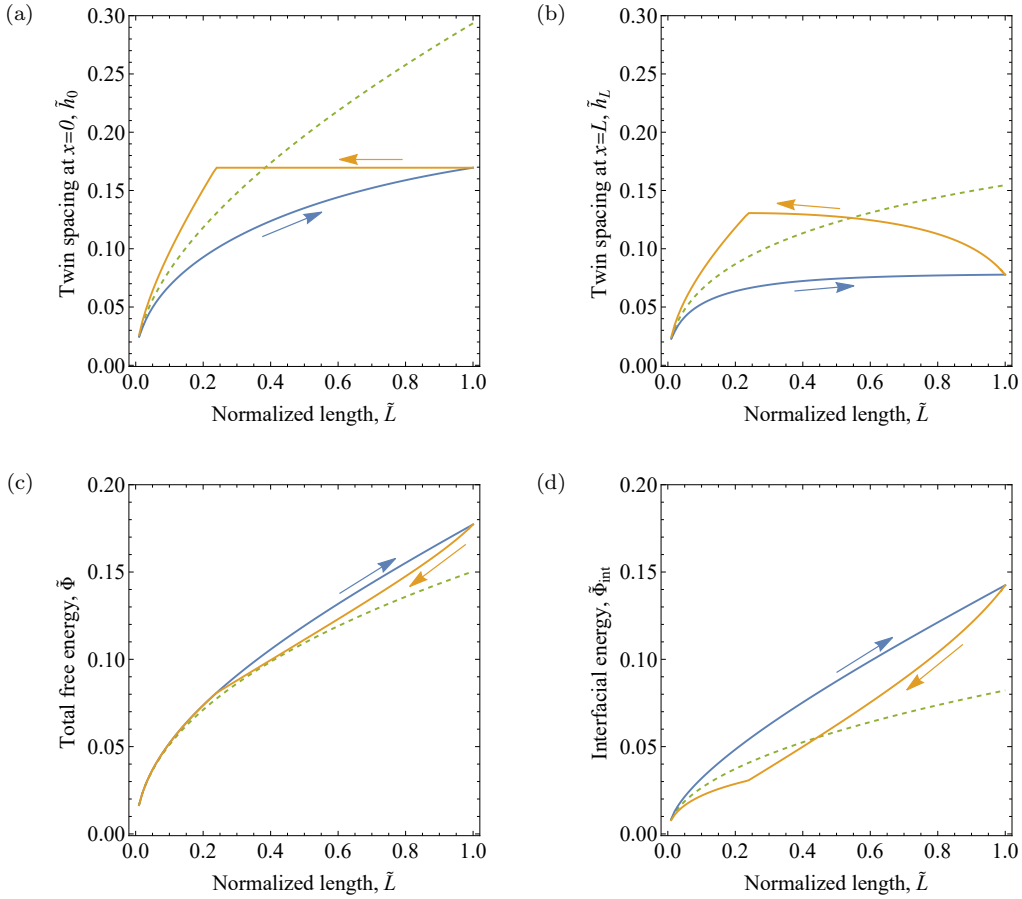 (a)
Twin spacing at x=0, h̃₀
0.30
0.25
0.20
0.15
0.10
0.05
0.00
0.0 0.2 0.4 0.6 0.8 1.0
Normalized length, L̃
(b)
Twin spacing at x=L, h̃_L
0.30
0.25
0.20
0.15
0.10
0.05
0.00
0.0 0.2 0.4 0.6 0.8 1.0
Normalized length, L̃
(c)
Total free energy, Φ̃
0.20
0.15
0.10
0.05
0.00
0.0 0.2 0.4 0.6 0.8 1.0
Normalized length, L̃
(d)
Interfacial energy, Φ̃_int
0.20
0.15
0.10
0.05
0.00
0.0 0.2 0.4 0.6 0.8 1.0
Normalized length, L̃